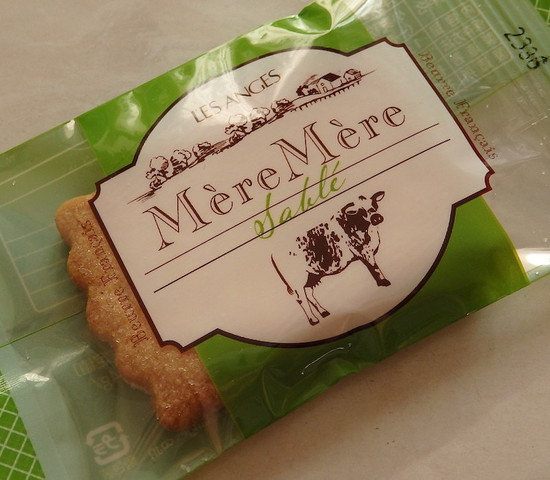 LES ANGES
MèreMère
Sablé
Beurre Français
Beurre Français